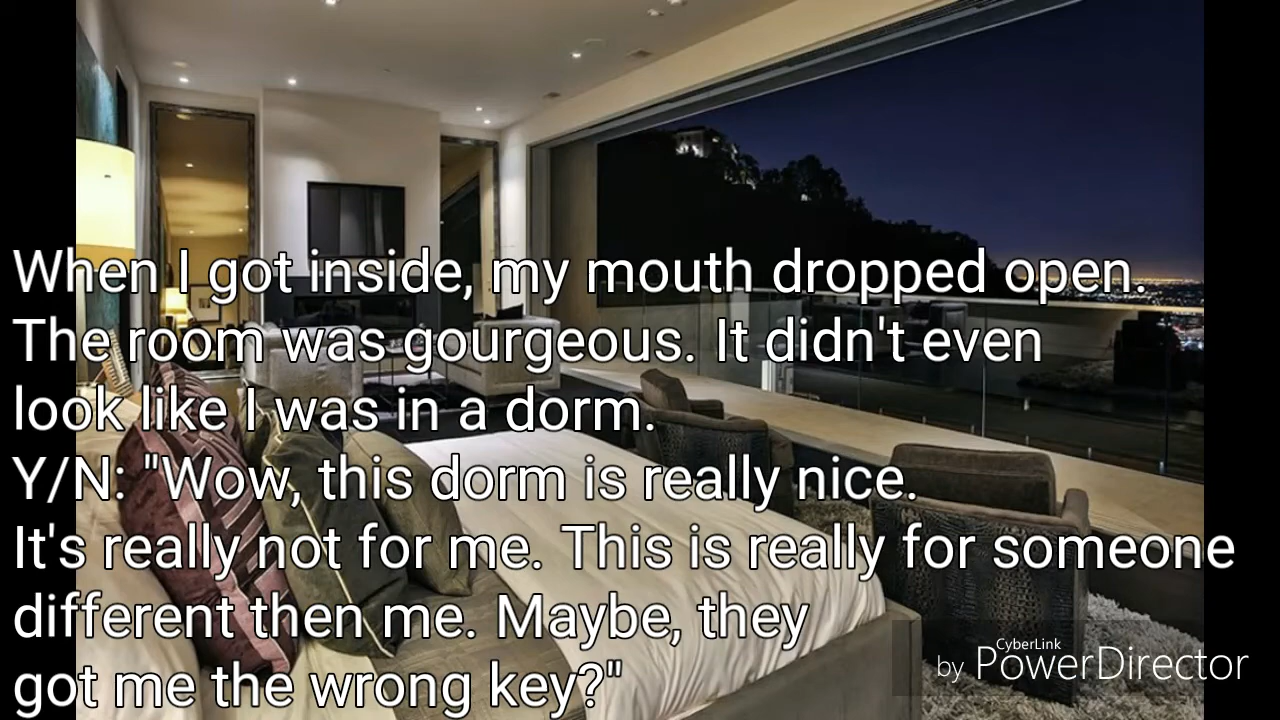 When I got inside, my mouth dropped open.
The room was gourgeous. It didn't even
look like I was in a dorm.
Y/N: "Wow, this dorm is really nice.
It's really not for me. This is really for someone
different then me. Maybe, they
got me the wrong key?"
CyberLink
by PowerDirector